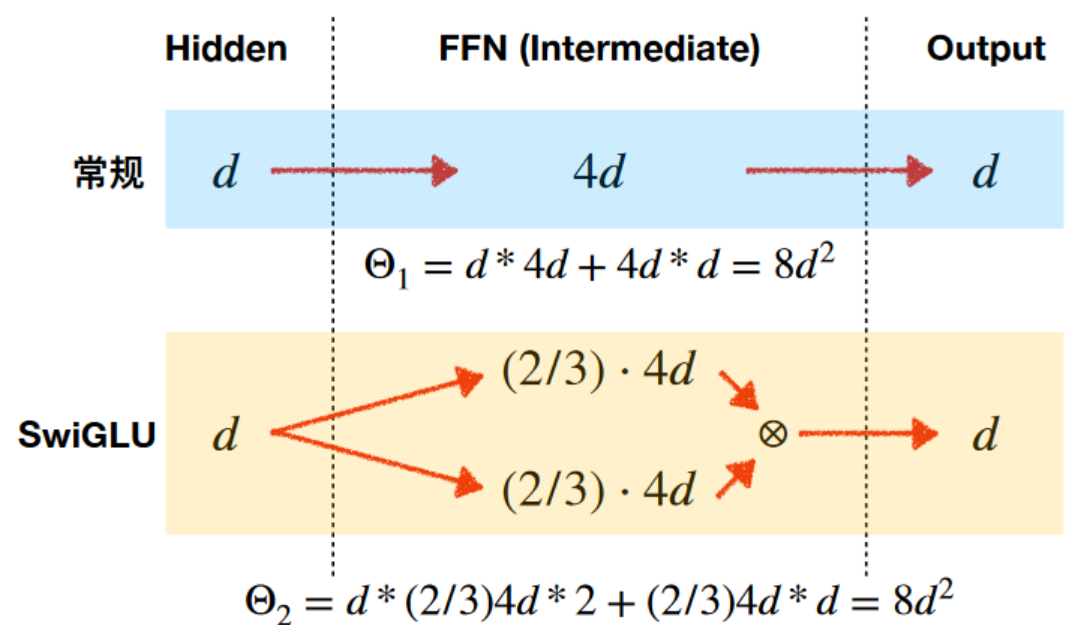 Hidden FFN (Intermediate) Output
常规 d 4d d
Θ₁ = d * 4d + 4d * d = 8d²
(2/3) · 4d
SwiGLU d ⊗ d
(2/3) · 4d
Θ₂ = d * (2/3)4d * 2 + (2/3)4d * d = 8d²